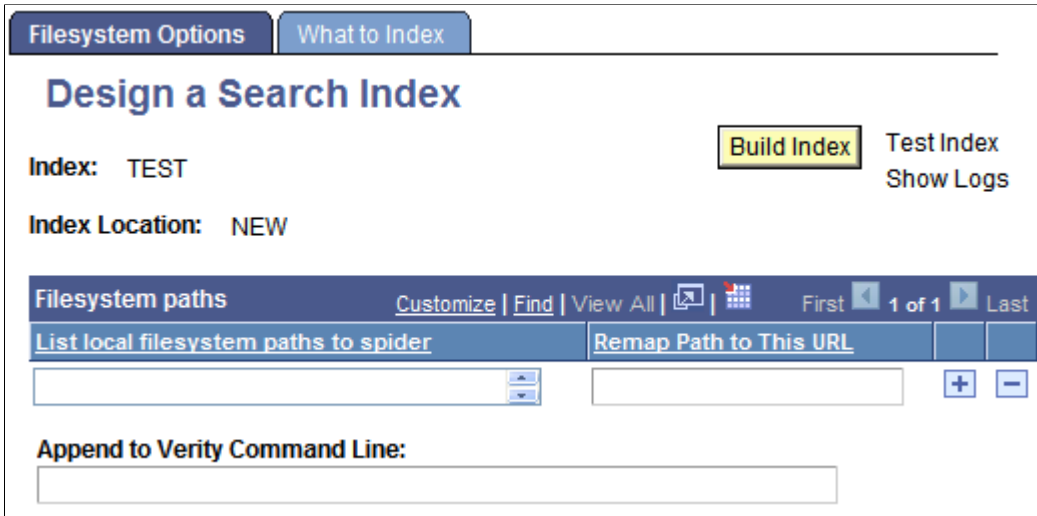 Filesystem Options What to Index
Design a Search Index
Build Index Test Index
Index: TEST
Show Logs
Index Location: NEW
Filesystem paths Customize | Find | View All | | First 1 of 1 Last
List local filesystem paths to spider Remap Path to This URL
Append to Verity Command Line: